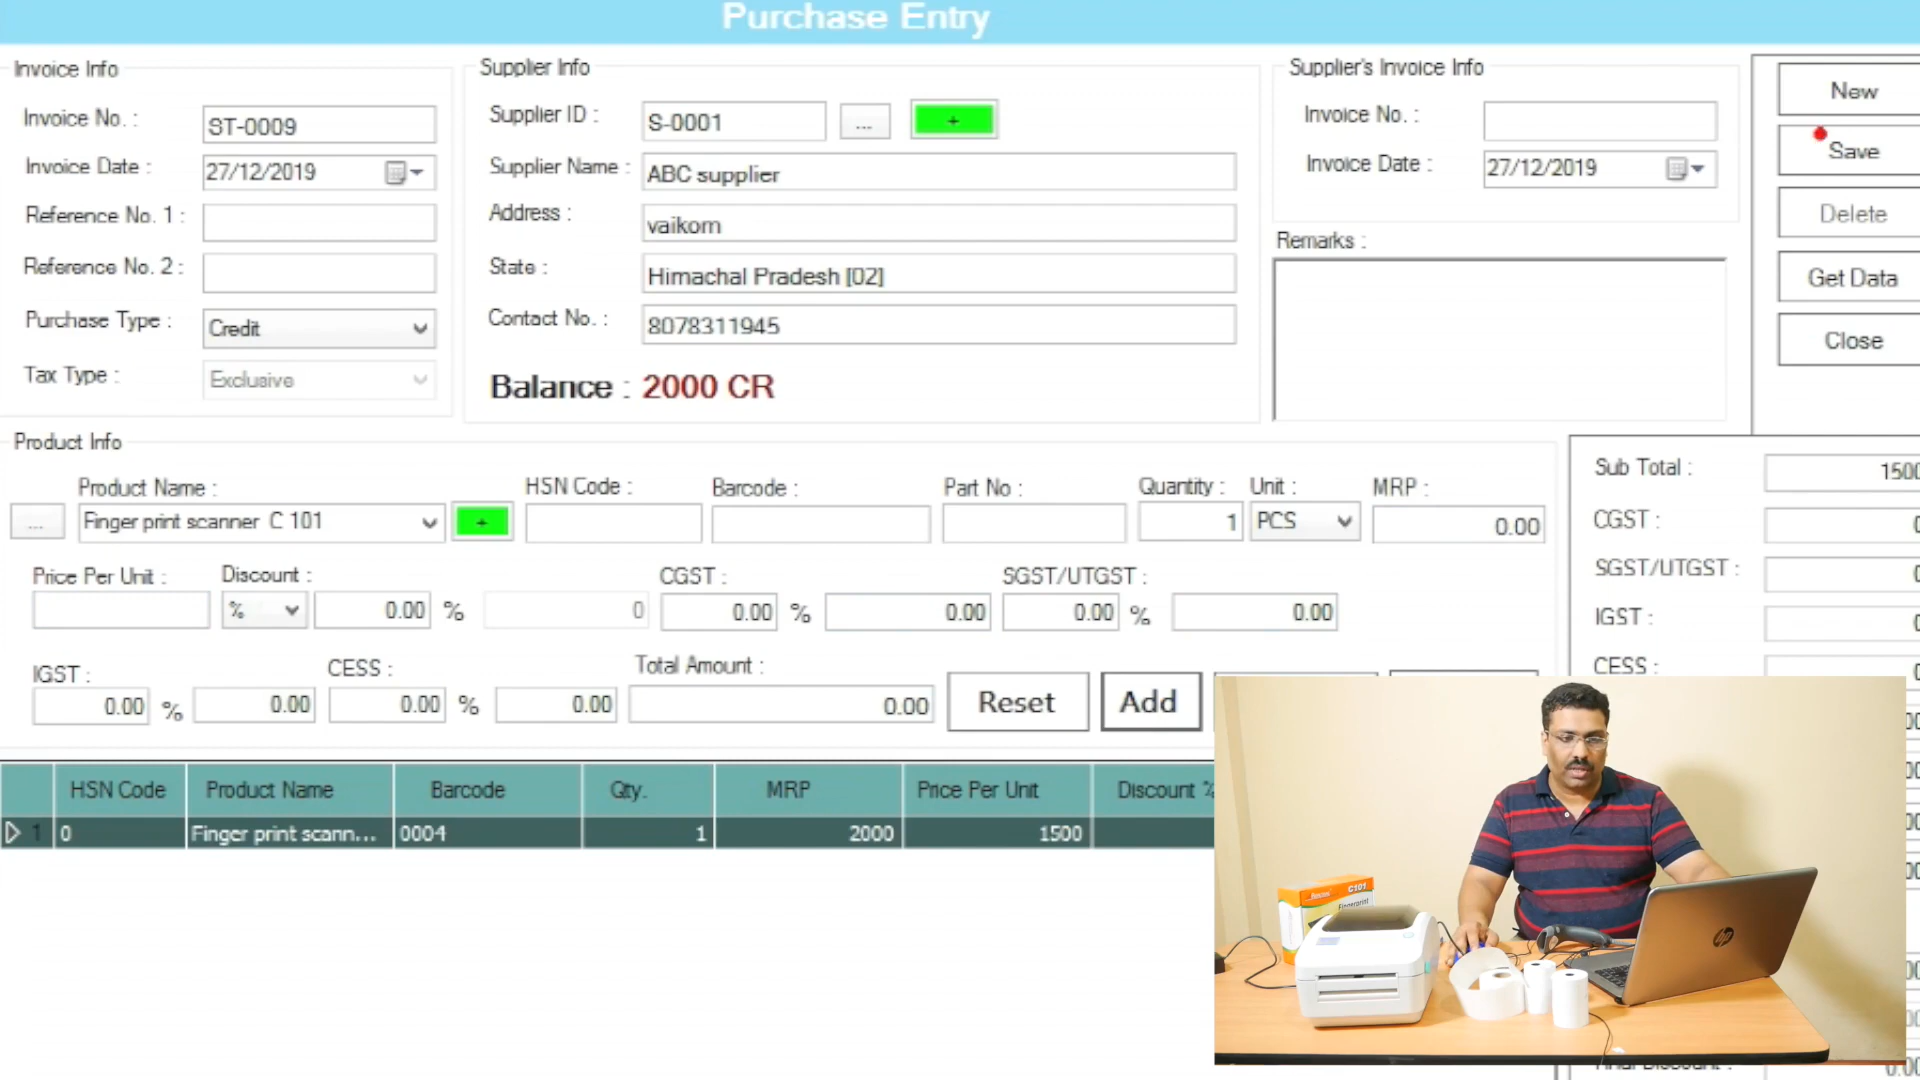 Purchase Entry
Invoice Info
Invoice No. :
ST-0009
Invoice Date :
27/12/2019
Reference No. 1 :
Reference No. 2 :
Purchase Type :
Credit
Tax Type :
Exclusive
Supplier Info
Supplier ID :
S-0001
...
+
Supplier Name :
ABC supplier
Address :
vaikom
State :
Himachal Pradesh [02]
Contact No. :
8078311945
Balance : 2000 CR
Supplier's Invoice Info
Invoice No. :
Invoice Date :
27/12/2019
Remarks :
New
Save
Delete
Get Data
Close
Product Info
Product Name :
HSN Code :
Barcode :
Part No :
Quantity :
Unit :
MRP :
...
Finger print scanner C 101
+
1
PCS
0.00
Price Per Unit :
Discount :
CGST :
SGST/UTGST :
%
0.00 %
0
0.00 %
0.00
0.00 %
0.00
IGST :
CESS :
Total Amount :
0.00 %
0.00
0.00 %
0.00
0.00
Reset
Add
Sub Total :
1500
CGST :
SGST/UTGST :
IGST :
CESS :
HSN Code
Product Name
Barcode
Qty.
MRP
Price Per Unit
Discount %
1
0
Finger print scann...
0004
1
2000
1500
C101
Fingerprint
hp